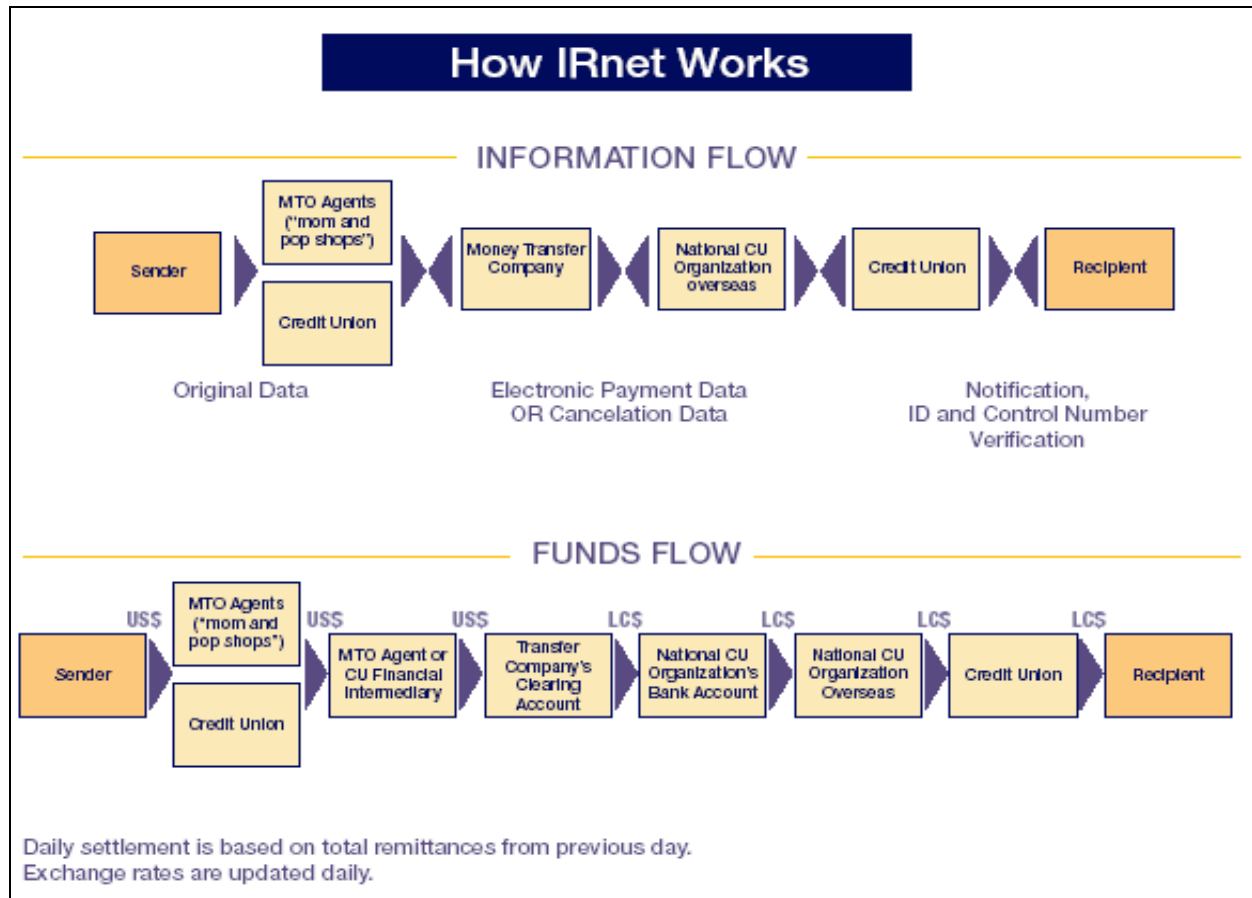 How IRnet Works
INFORMATION FLOW
Sender
MTO Agents
("mom and
pop shops")
Credit Union
Money Transfer
Company
National CU
Organization
overseas
Credit Union
Recipient
Original Data
Electronic Payment Data
OR Cancelation Data
Notification,
ID and Control Number
Verification
FUNDS FLOW
Sender
US$
MTO Agents
("mom and
pop shops")
Credit Union
US$
MTO Agent or
CU Financial
Intermediary
US$
Transfer
Company's
Clearing
Account
LC$
National CU
Organization's
Bank Account
LC$
National CU
Organization
Overseas
LC$
Credit Union
LC$
Recipient
Daily settlement is based on total remittances from previous day.
Exchange rates are updated daily.